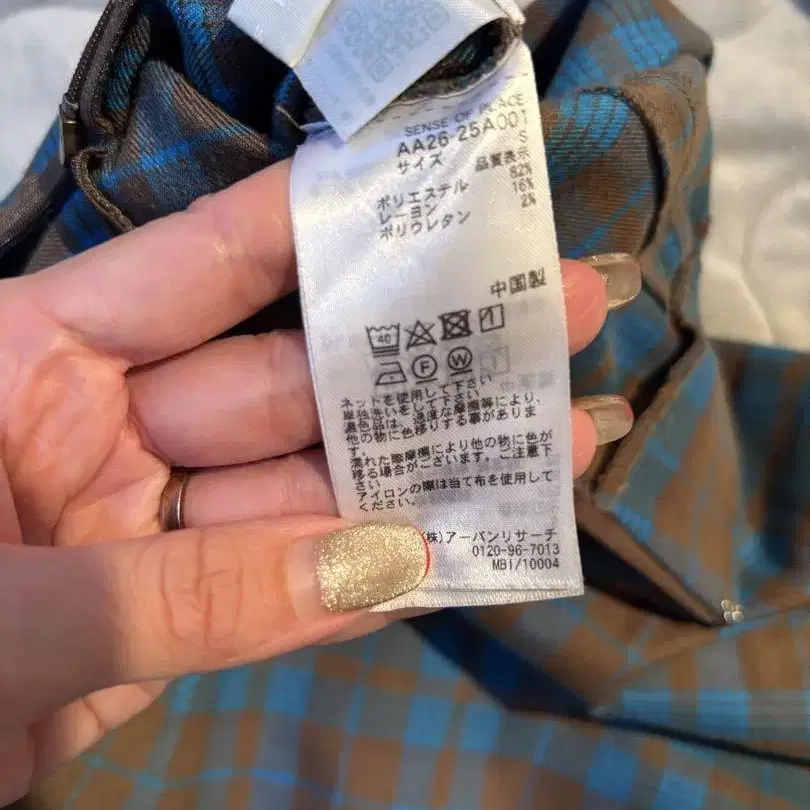 SENSE OF PLACE
AA26-25A001
サイズ S
品質表示
ポリエステル 82%
レーヨン 16%
ポリウレタン 2%
中国製
40
F
W
ネットを使用して下さい
単独洗いをして下さい
濃色品は、過度な摩擦等により、
他の物に色移りする事がありま
す。
濡れた際摩擦により他の物に色が
移る場合がございます。ご注意下
さい。
アイロンの際は当て布を使用して
ください。
(株)アーバンリサーチ
0120-96-7013
MBI/10004